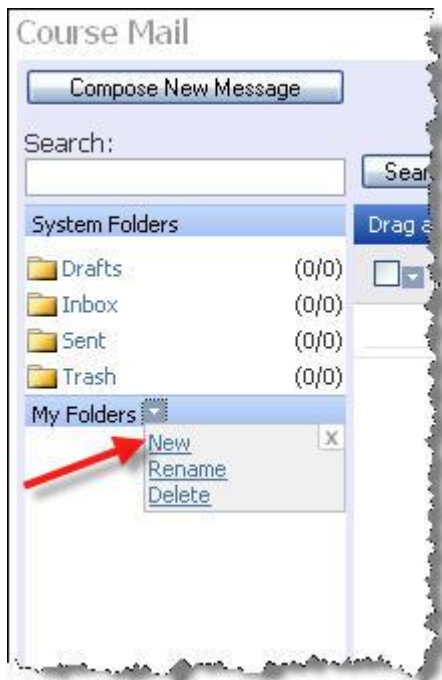 Course Mail
Compose New Message
Search:
Sear
System Folders
Drag a
Drafts (0/0)
Inbox (0/0)
Sent (0/0)
Trash (0/0)
My Folders
New x
Rename
Delete